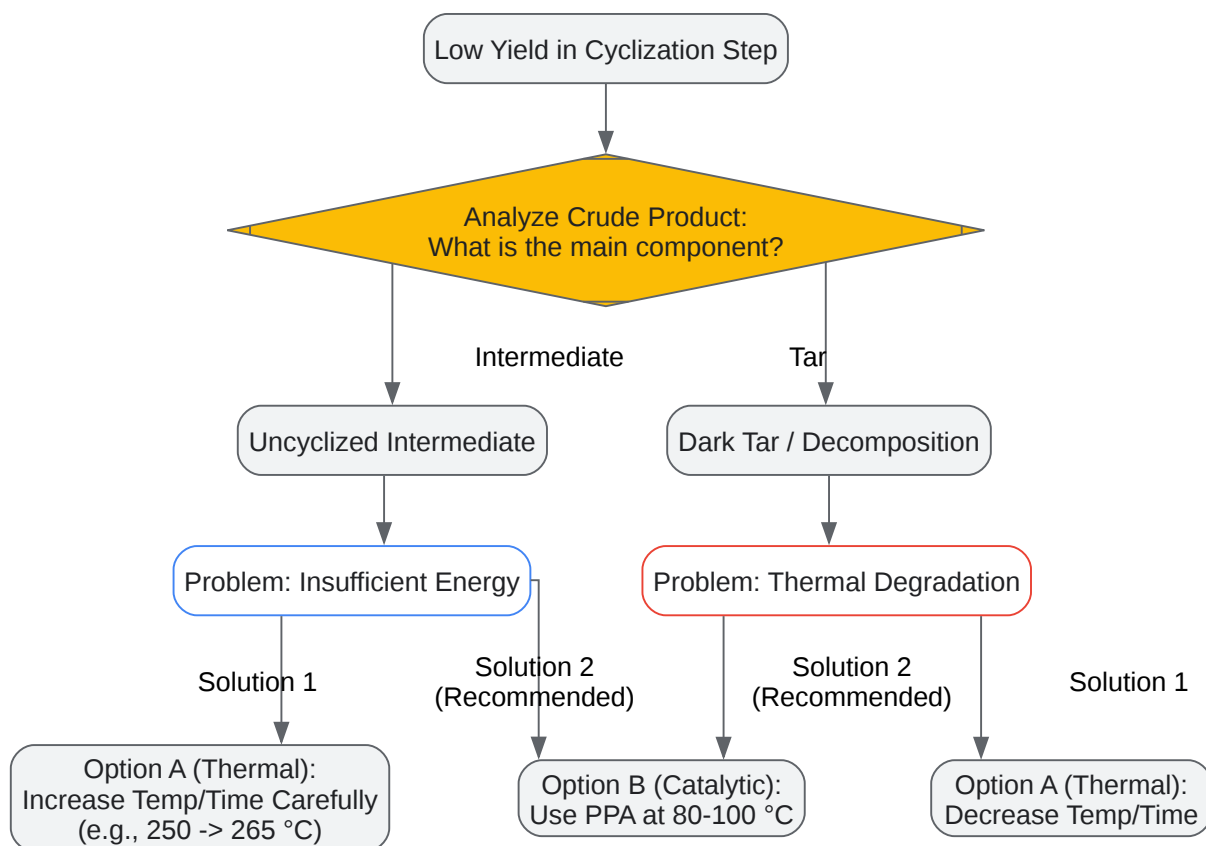 Low Yield in Cyclization Step
Analyze Crude Product:
What is the main component?
Intermediate
Tar
Uncyclized Intermediate
Dark Tar / Decomposition
Problem: Insufficient Energy
Problem: Thermal Degradation
Solution 1
Solution 2
(Recommended)
Solution 2
(Recommended)
Solution 1
Option A (Thermal):
Increase Temp/Time Carefully
(e.g., 250 -> 265 °C)
Option B (Catalytic):
Use PPA at 80-100 °C
Option A (Thermal):
Decrease Temp/Time